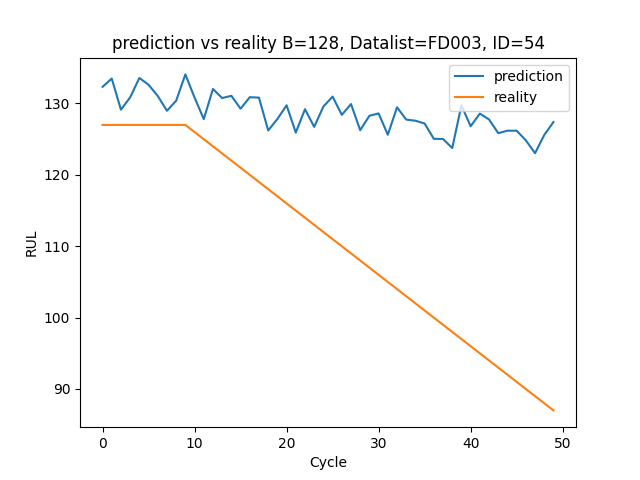 prediction vs reality B=128, Datalist=FD003, ID=54
prediction
reality
130
120
110
100
90
RUL
0 10 20 30 40 50
Cycle